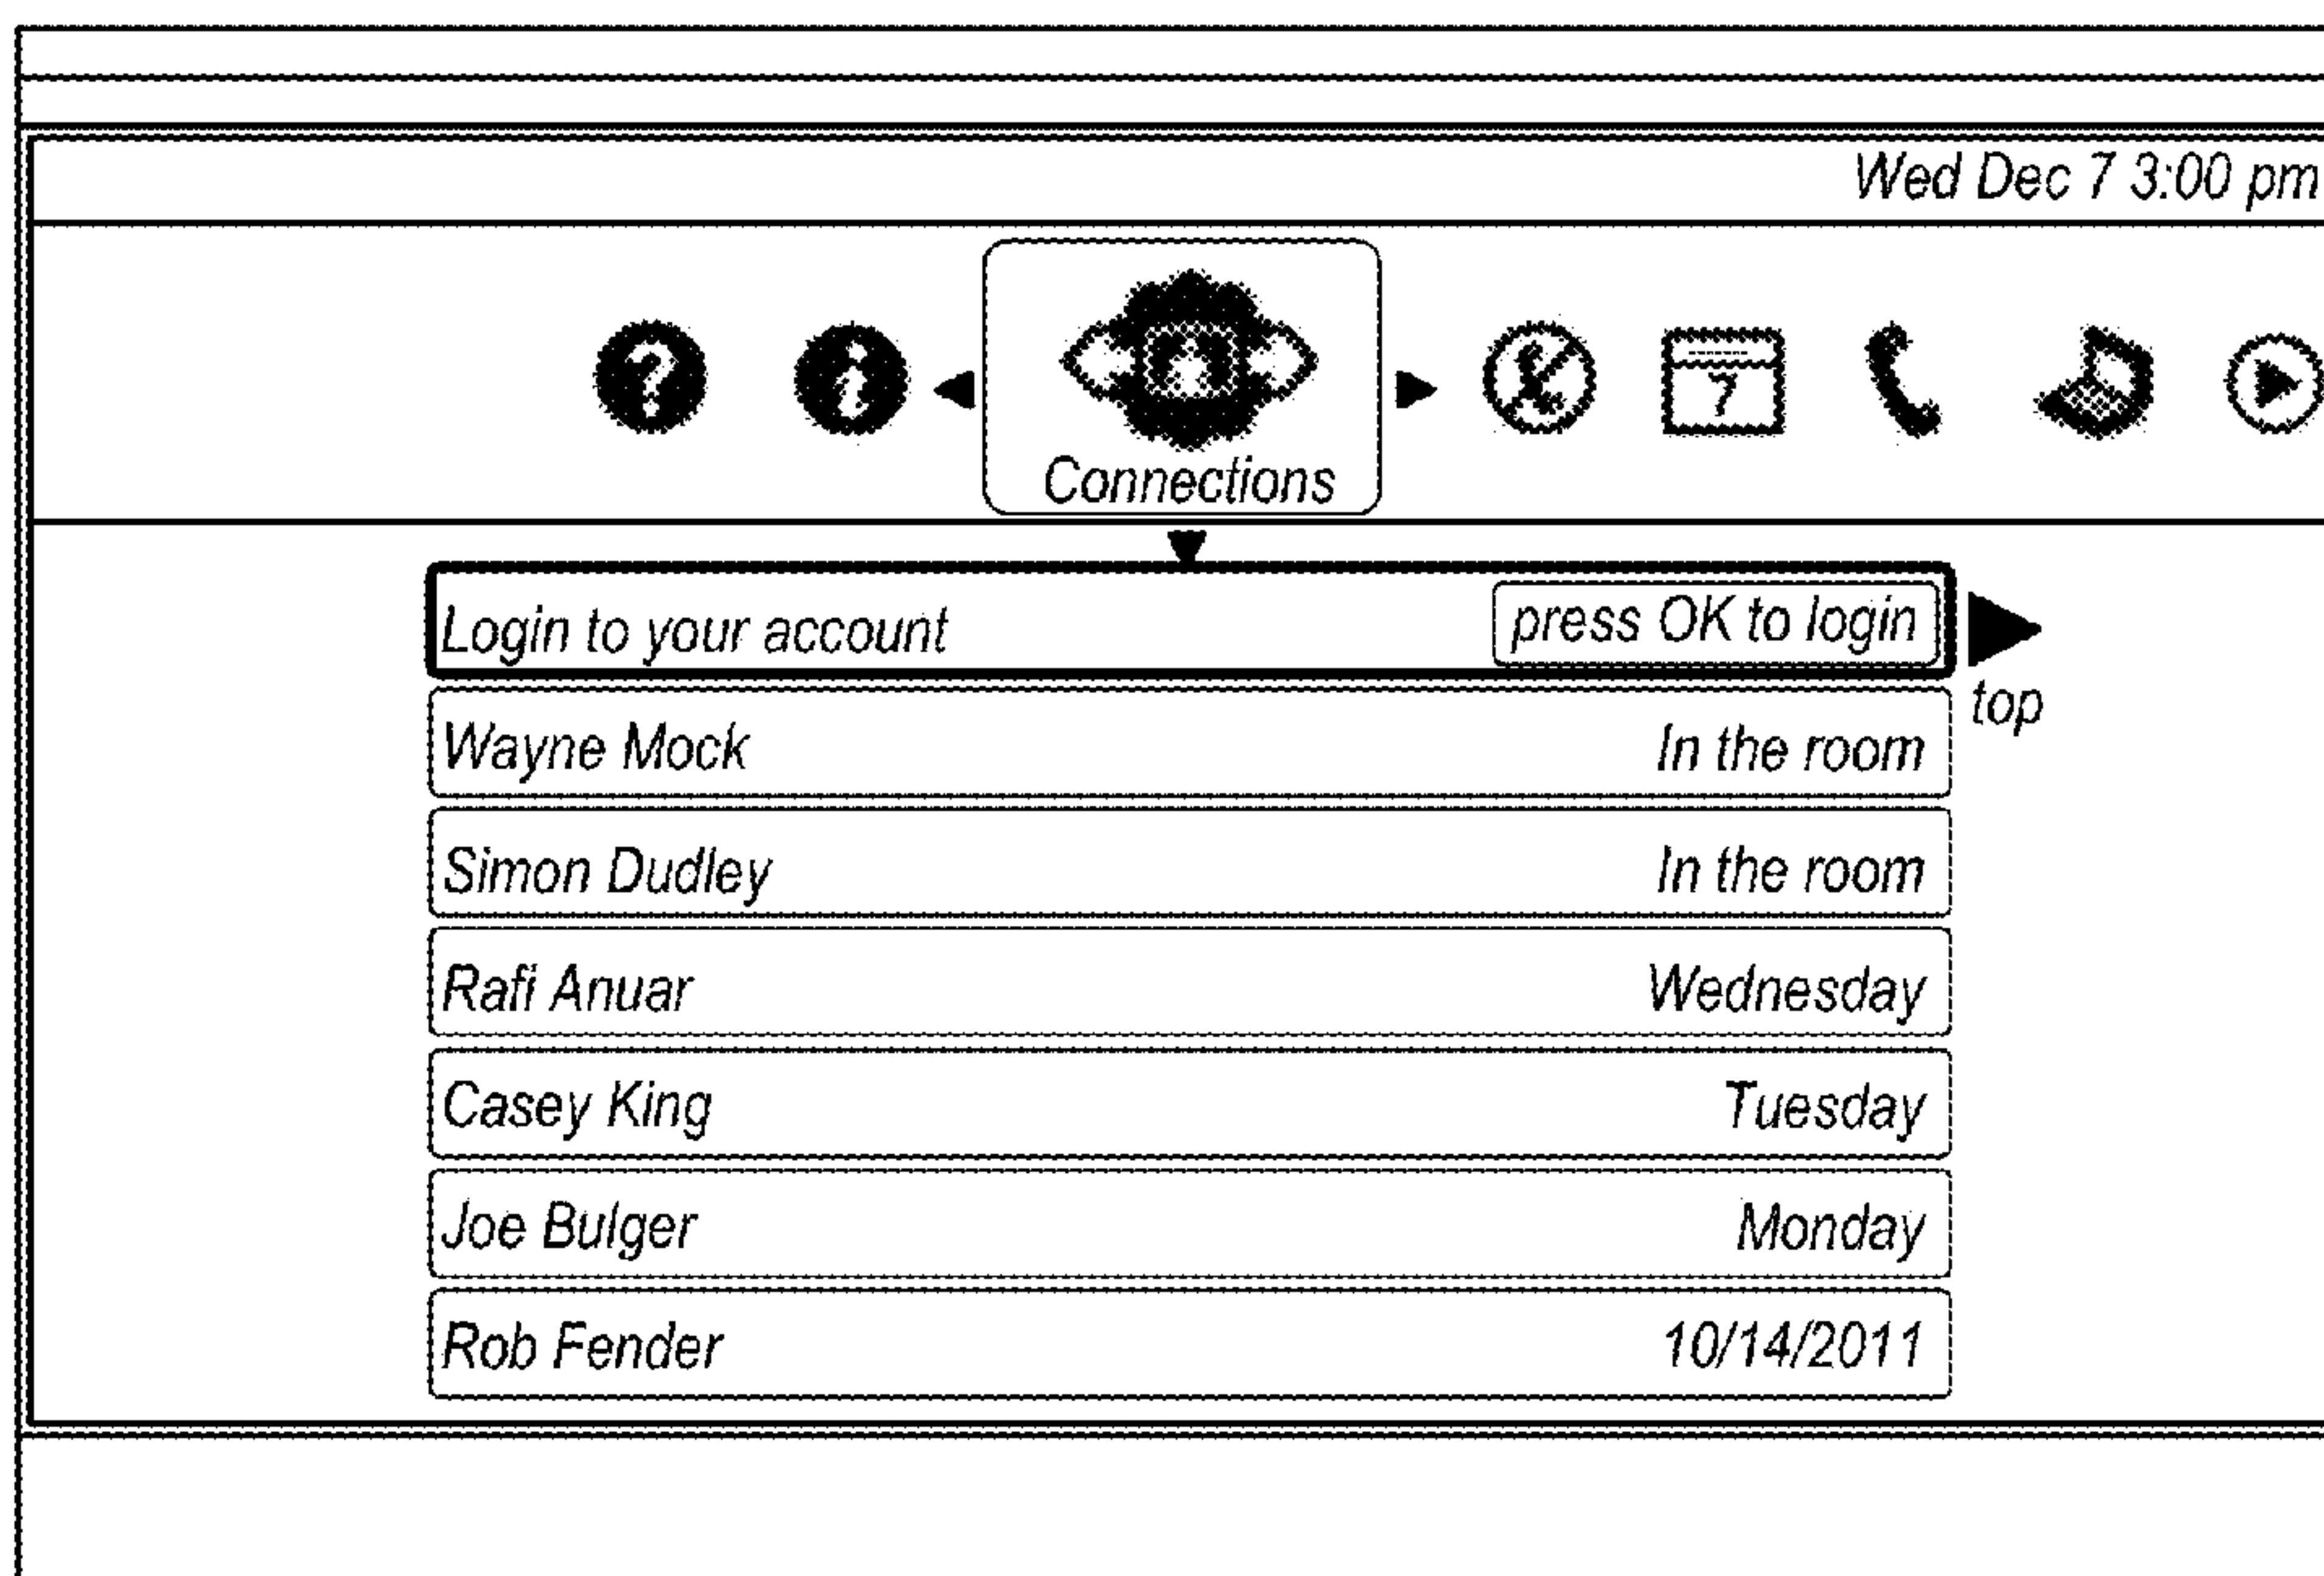 Wed Dec 7 3:00 pm
7
Connections
Login to your account press OK to login
top
Wayne Mock In the room
Simon Dudley In the room
Rafi Anuar Wednesday
Casey King Tuesday
Joe Bulger Monday
Rob Fender 10/14/2011